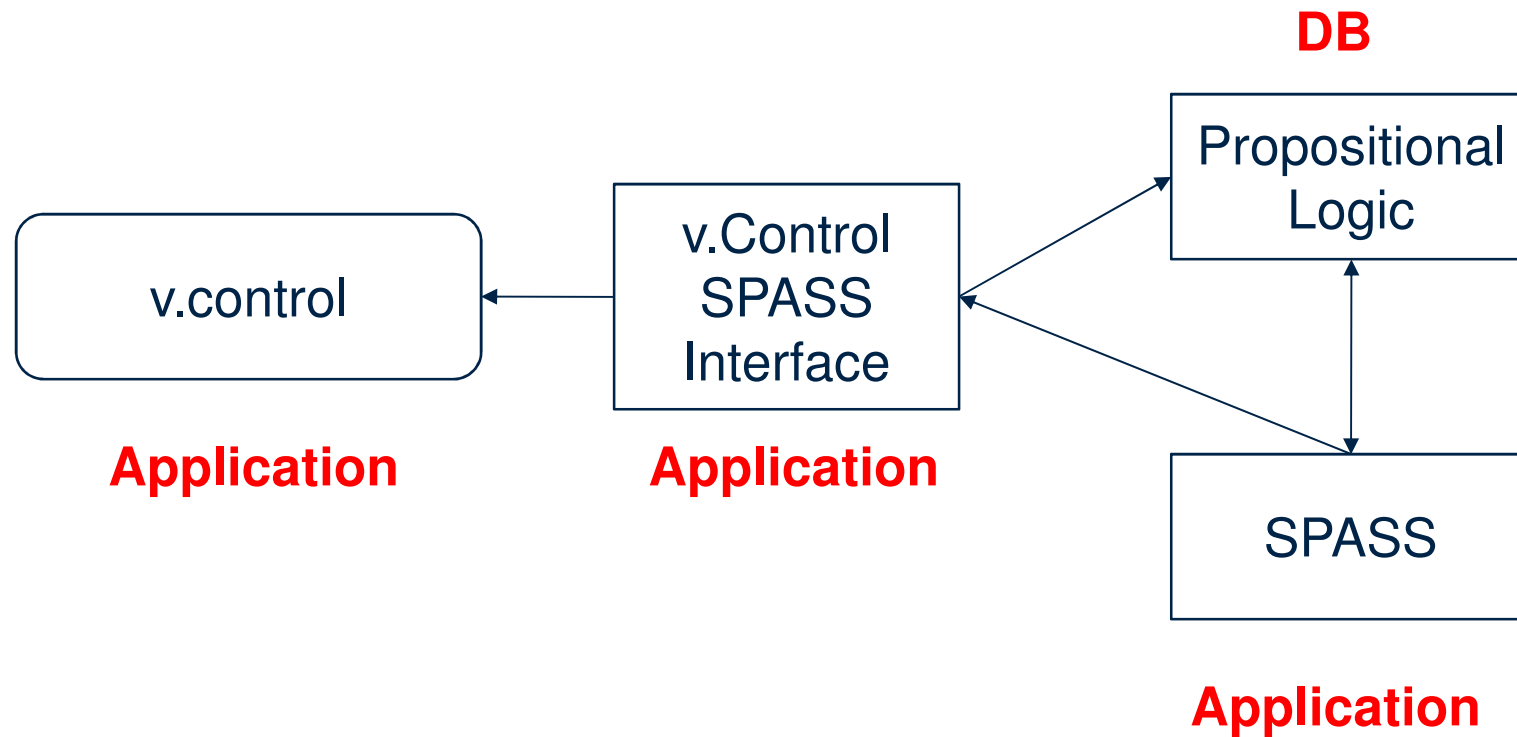 DB
Propositional
Logic
v.control
v.Control
SPASS
Interface
Application
Application
SPASS
Application